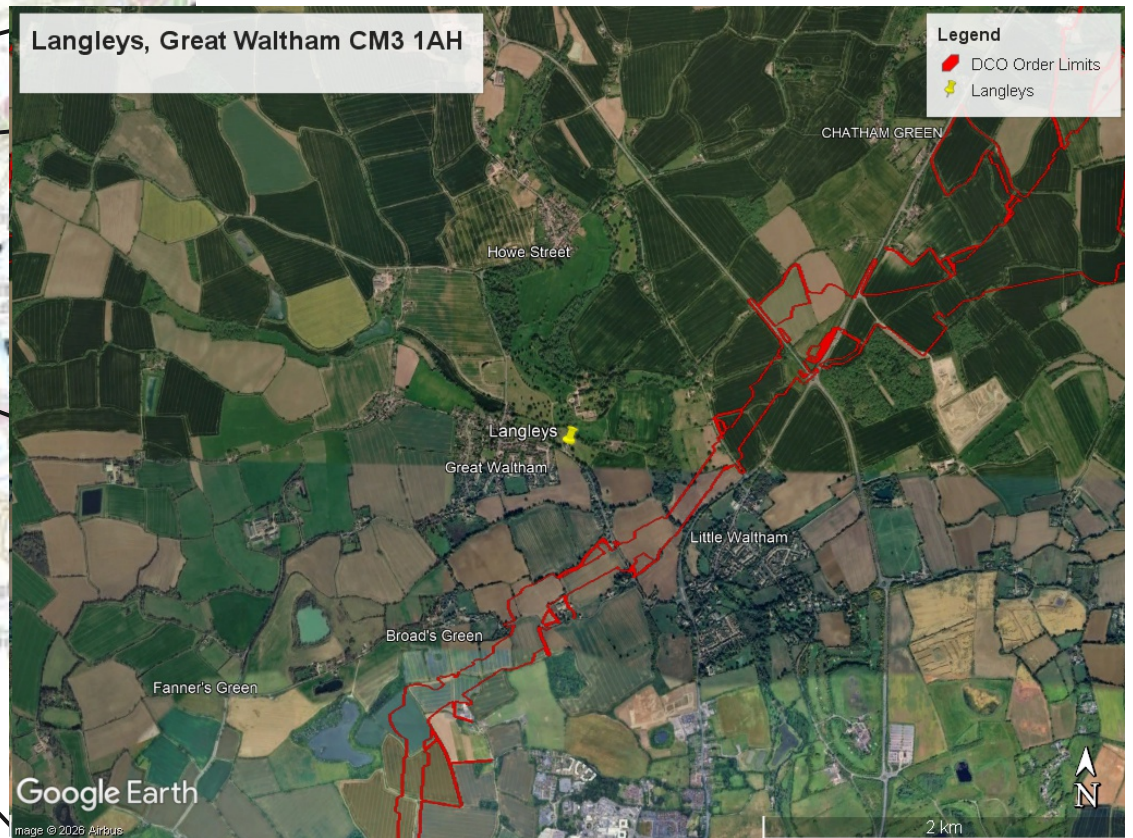 Langleys, Great Waltham CM3 1AH
Legend
DCO Order Limits
Langleys
CHATHAM GREEN
Howe Street
Langleys
Great Waltham
Little Waltham
Broad's Green
Fanner's Green
Google Earth
mage © 2026 Airbus
N
2 km